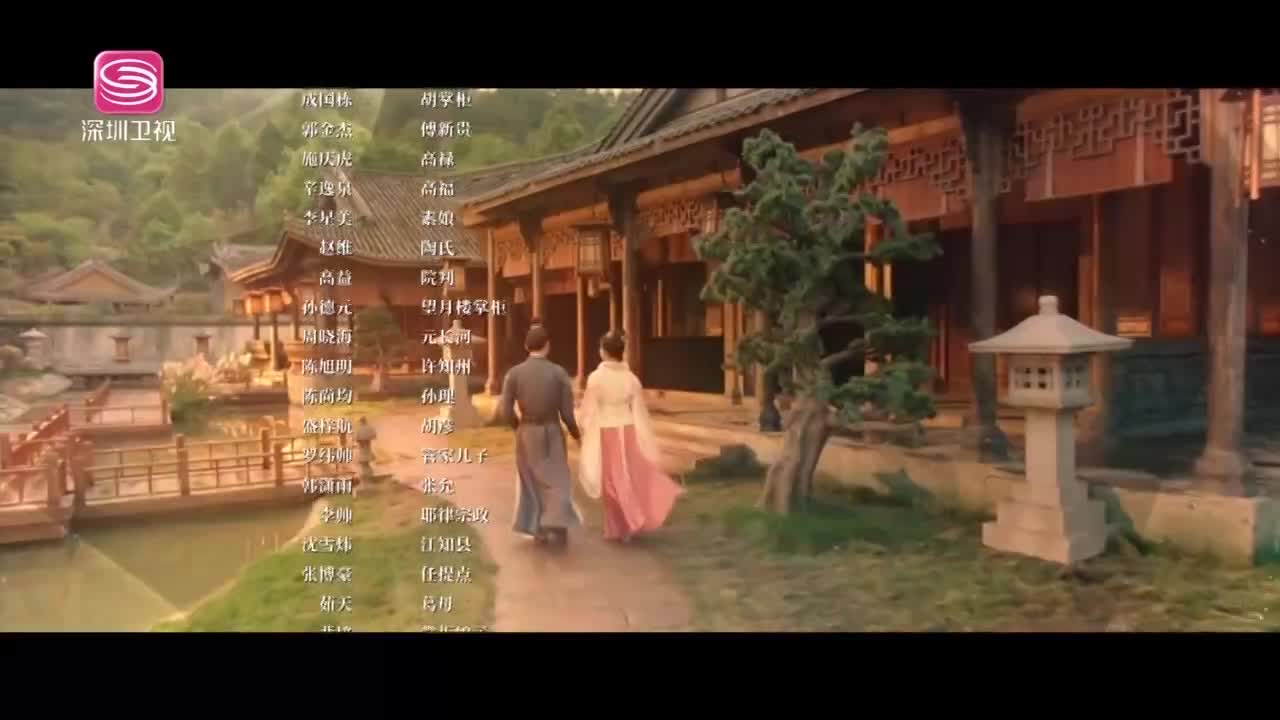 深圳卫视
成国栋 胡掌柜
郭金杰 傅新贵
施庆虎 高禄
辛逸泉 高福
李星美 素娘
赵维 陶氏
高益 院判
孙德元 望月楼掌柜
周晓海 元长河
陈旭明 许知州
陈尚均 孙理
盛梓航 胡彦
罗纬帅 管家儿子
韩潇雨 张允
李帅 耶律宗政
沈雪炜 江知县
张博豪 任提点
茹天 葛母